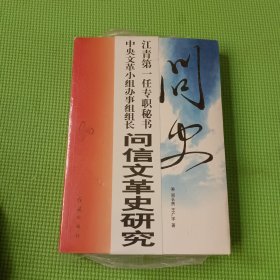 问史
江青第一任专职秘书
中央文革小组办事组组长
问信文革史研究